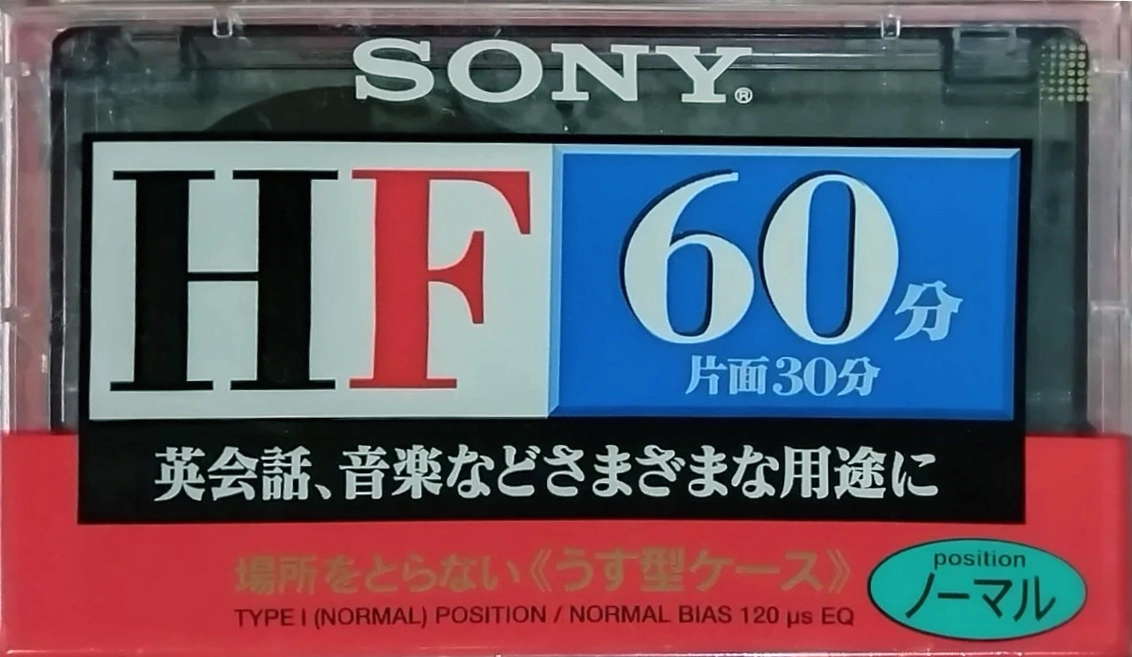 SONY®
HF
60分
片面30分
英会話、音楽などさまざまな用途に
場所をとらない《うす型ケース》
TYPE I (NORMAL) POSITION / NORMAL BIAS 120 µs EQ
position
ノーマル